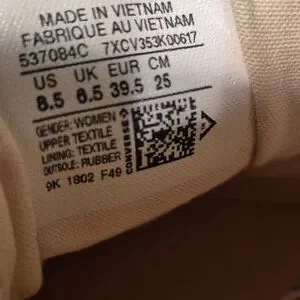 MADE IN VIETNAM
FABRIQUE AU VIETNAM
537084C 7XCV353K00617
US UK EUR CM
8.5 6.5 39.5 25
GENDER: WOMEN
UPPER: TEXTILE
LINING: TEXTILE
OUTSOLE: RUBBER
CONVERSE
9K 1802 F49